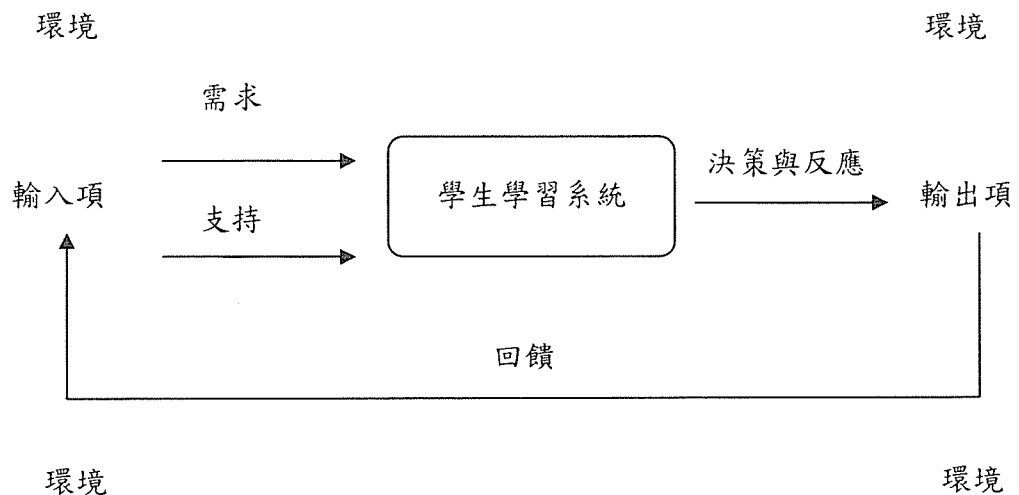 環境 環境
需求
決策與反應
輸入項 學生學習系統 輸出項
支持
回饋
環境 環境